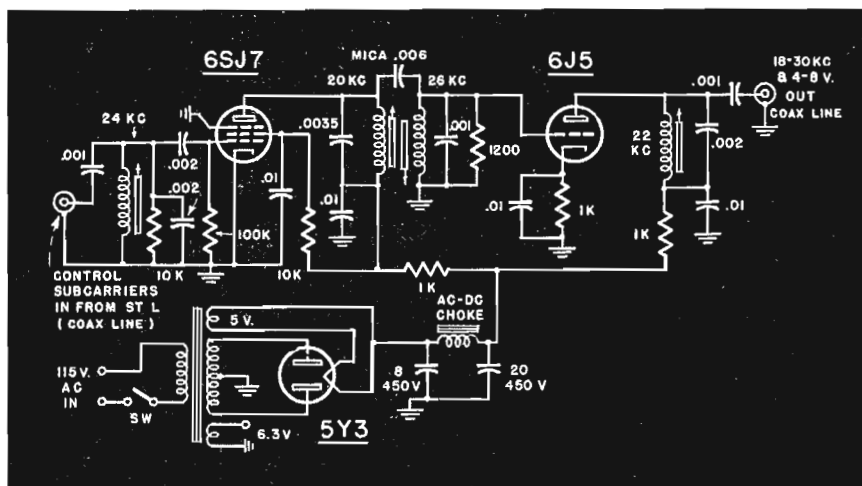 6SJ7
MICA .006
6J5
18-30 KC
& 4-8 V.
OUT
COAX LINE
.001
20 KC
26 KC
24 KC
.0035
.001
1200
22
KC
.002
.001
.002
.002
.01
.01
.01
1K
.01
1K
100K
10K
10K
1K
CONTROL
SUBCARRIERS
IN FROM ST L
(COAX LINE)
AC-DC
CHOKE
5 V.
115 V.
AC
IN
SW
8
450 V
20
450 V
6.3 V
5Y3